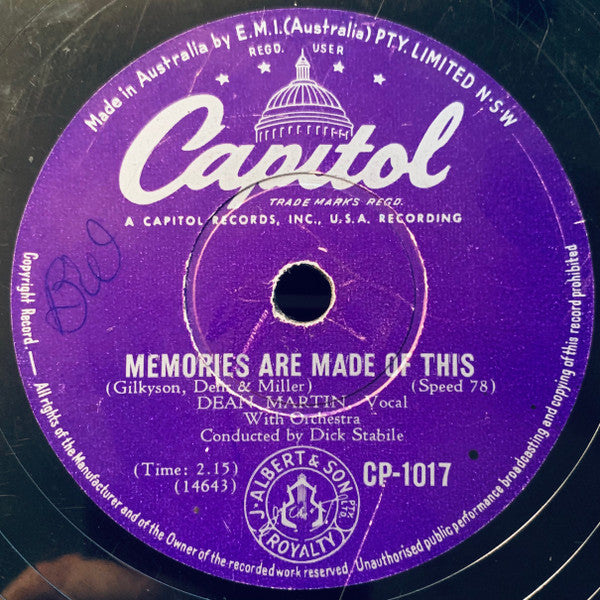 Made in Australia by E.M.I.(Australia) PTY. LIMITED N·S·W
REGD. USER
Capitol
TRADE MARKS REGD.
A CAPITOL RECORDS, INC., U.S.A. RECORDING
BW
MEMORIES ARE MADE OF THIS
(Gilkyson, Dehr & Miller) (Speed 78)
DEAN MARTIN Vocal
With Orchestra
Conducted by Dick Stabile
(Time: 2.15)
(14643)
CP-1017
J·ALBERT & SON PTY LTD
ROYALTY
Copyright Record.— All rights of the Manufacturer and of the Owner of the recorded work reserved. Unauthorised public performance broadcasting and copying of this record prohibited